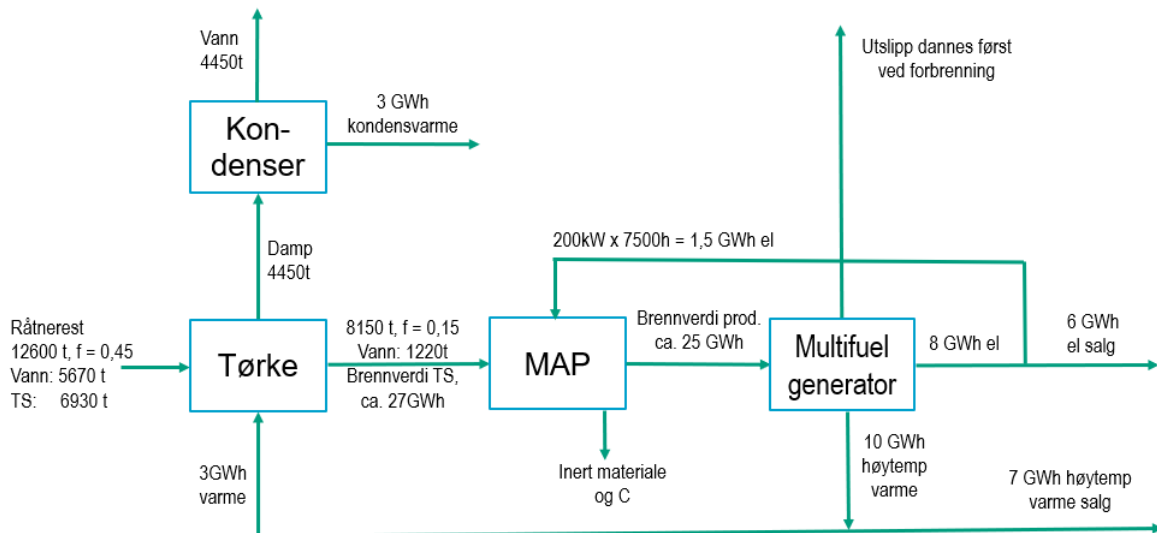 Vann
4450t
Kon-
denser
3 GWh
kondensvarme
Utslipp dannes først
ved forbrenning
Damp
4450t
200kW x 7500h = 1,5 GWh el
Råtnerest
12600 t, f = 0,45
Vann: 5670 t
TS: 6930 t
Tørke
8150 t, f = 0,15
Vann: 1220t
Brennverdi TS,
ca. 27GWh
MAP
Brennverdi prod.
ca. 25 GWh
Multifuel
generator
8 GWh el
6 GWh
el salg
3GWh
varme
Inert materiale
og C
10 GWh
høytemp
varme
7 GWh høytemp
varme salg